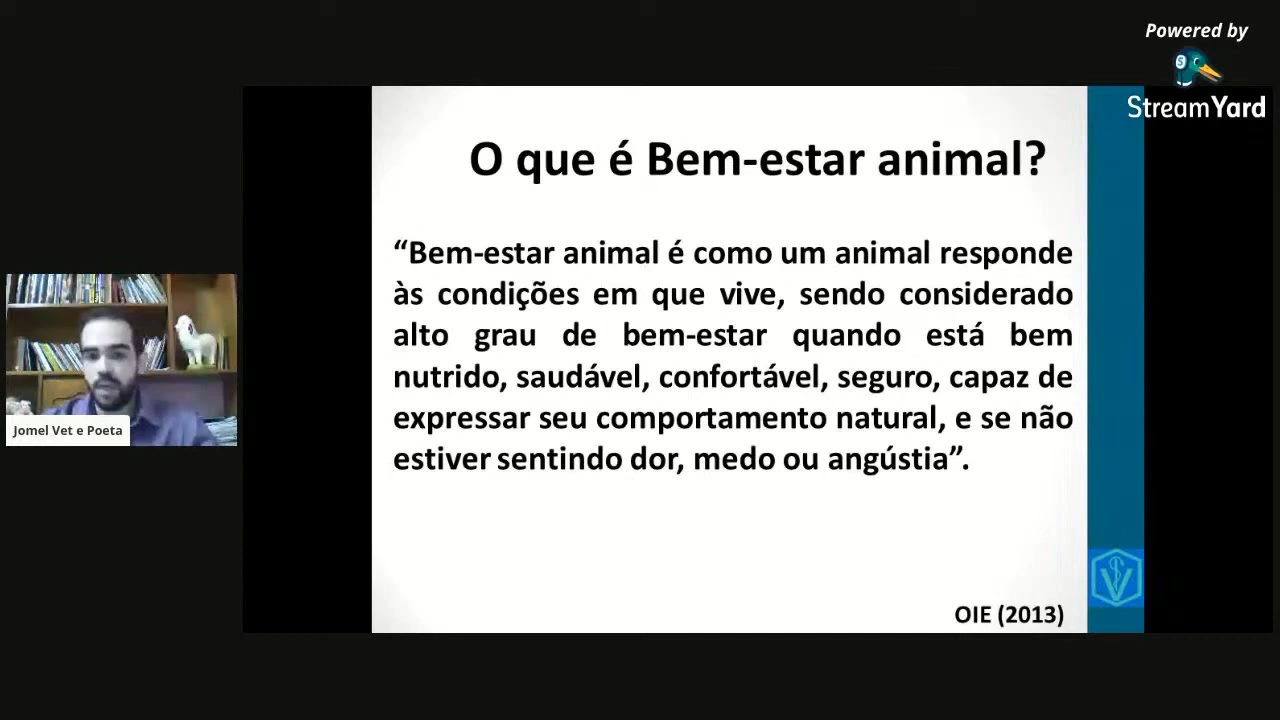 Powered by
StreamYard
O que é Bem-estar animal?
“Bem-estar animal é como um animal responde
às condições em que vive, sendo considerado
alto grau de bem-estar quando está bem
nutrido, saudável, confortável, seguro, capaz de
expressar seu comportamento natural, e se não
estiver sentindo dor, medo ou angústia”.
Jomel Vet e Poeta
OIE (2013)